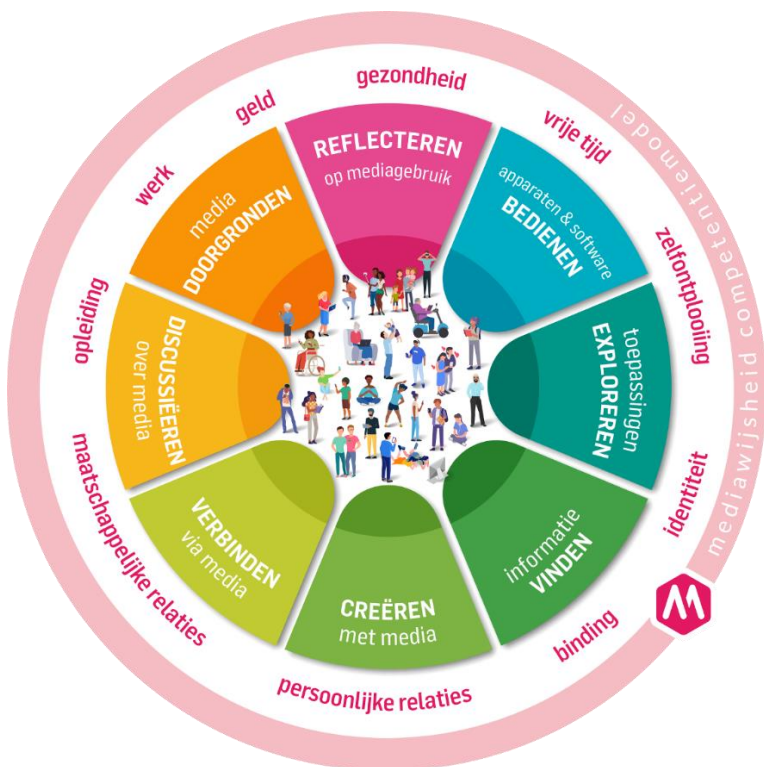 gezondheid
vrije tijd
zelfontplooiing
identiteit
binding
persoonlijke relaties
maatschappelijke relaties
opleiding
werk
geld
mediawijsheid competentiemodel
REFLECTEREN
op mediagebruik
apparaten & software
BEDIENEN
toepassingen
EXPLOREREN
informatie
VINDEN
CREËREN
met media
VERBINDEN
via media
DISCUSSIËEREN
over media
media
DOORGRONDEN